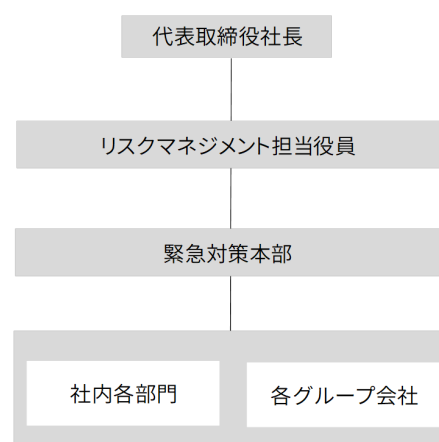 代表取締役社長
リスクマネジメント担当役員
緊急対策本部
社内各部門
各グループ会社